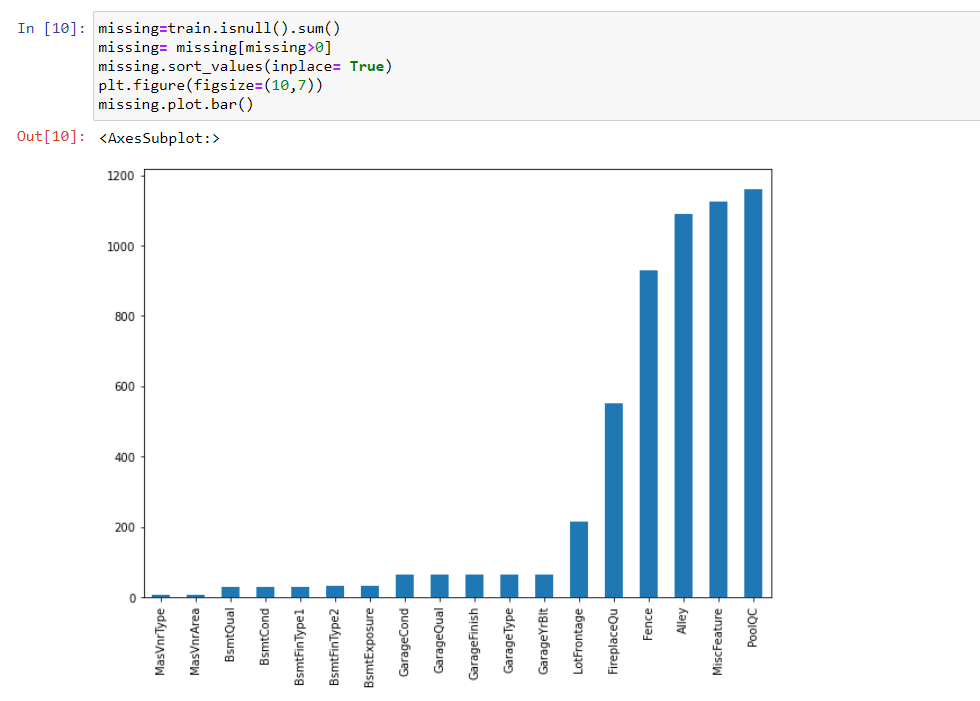 In [10]: missing=train.isnull().sum()
missing= missing[missing>0]
missing.sort_values(inplace= True)
plt.figure(figsize=(10,7))
missing.plot.bar()
Out[10]: <AxesSubplot:>
1200
1000
800
600
400
200
0
MasVnrType
MasVnrArea
BsmtQual
BsmtCond
BsmtFinType1
BsmtFinType2
BsmtExposure
GarageCond
GarageQual
GarageFinish
GarageType
GarageYrBlt
LotFrontage
FireplaceQu
Fence
Alley
MiscFeature
PoolQC